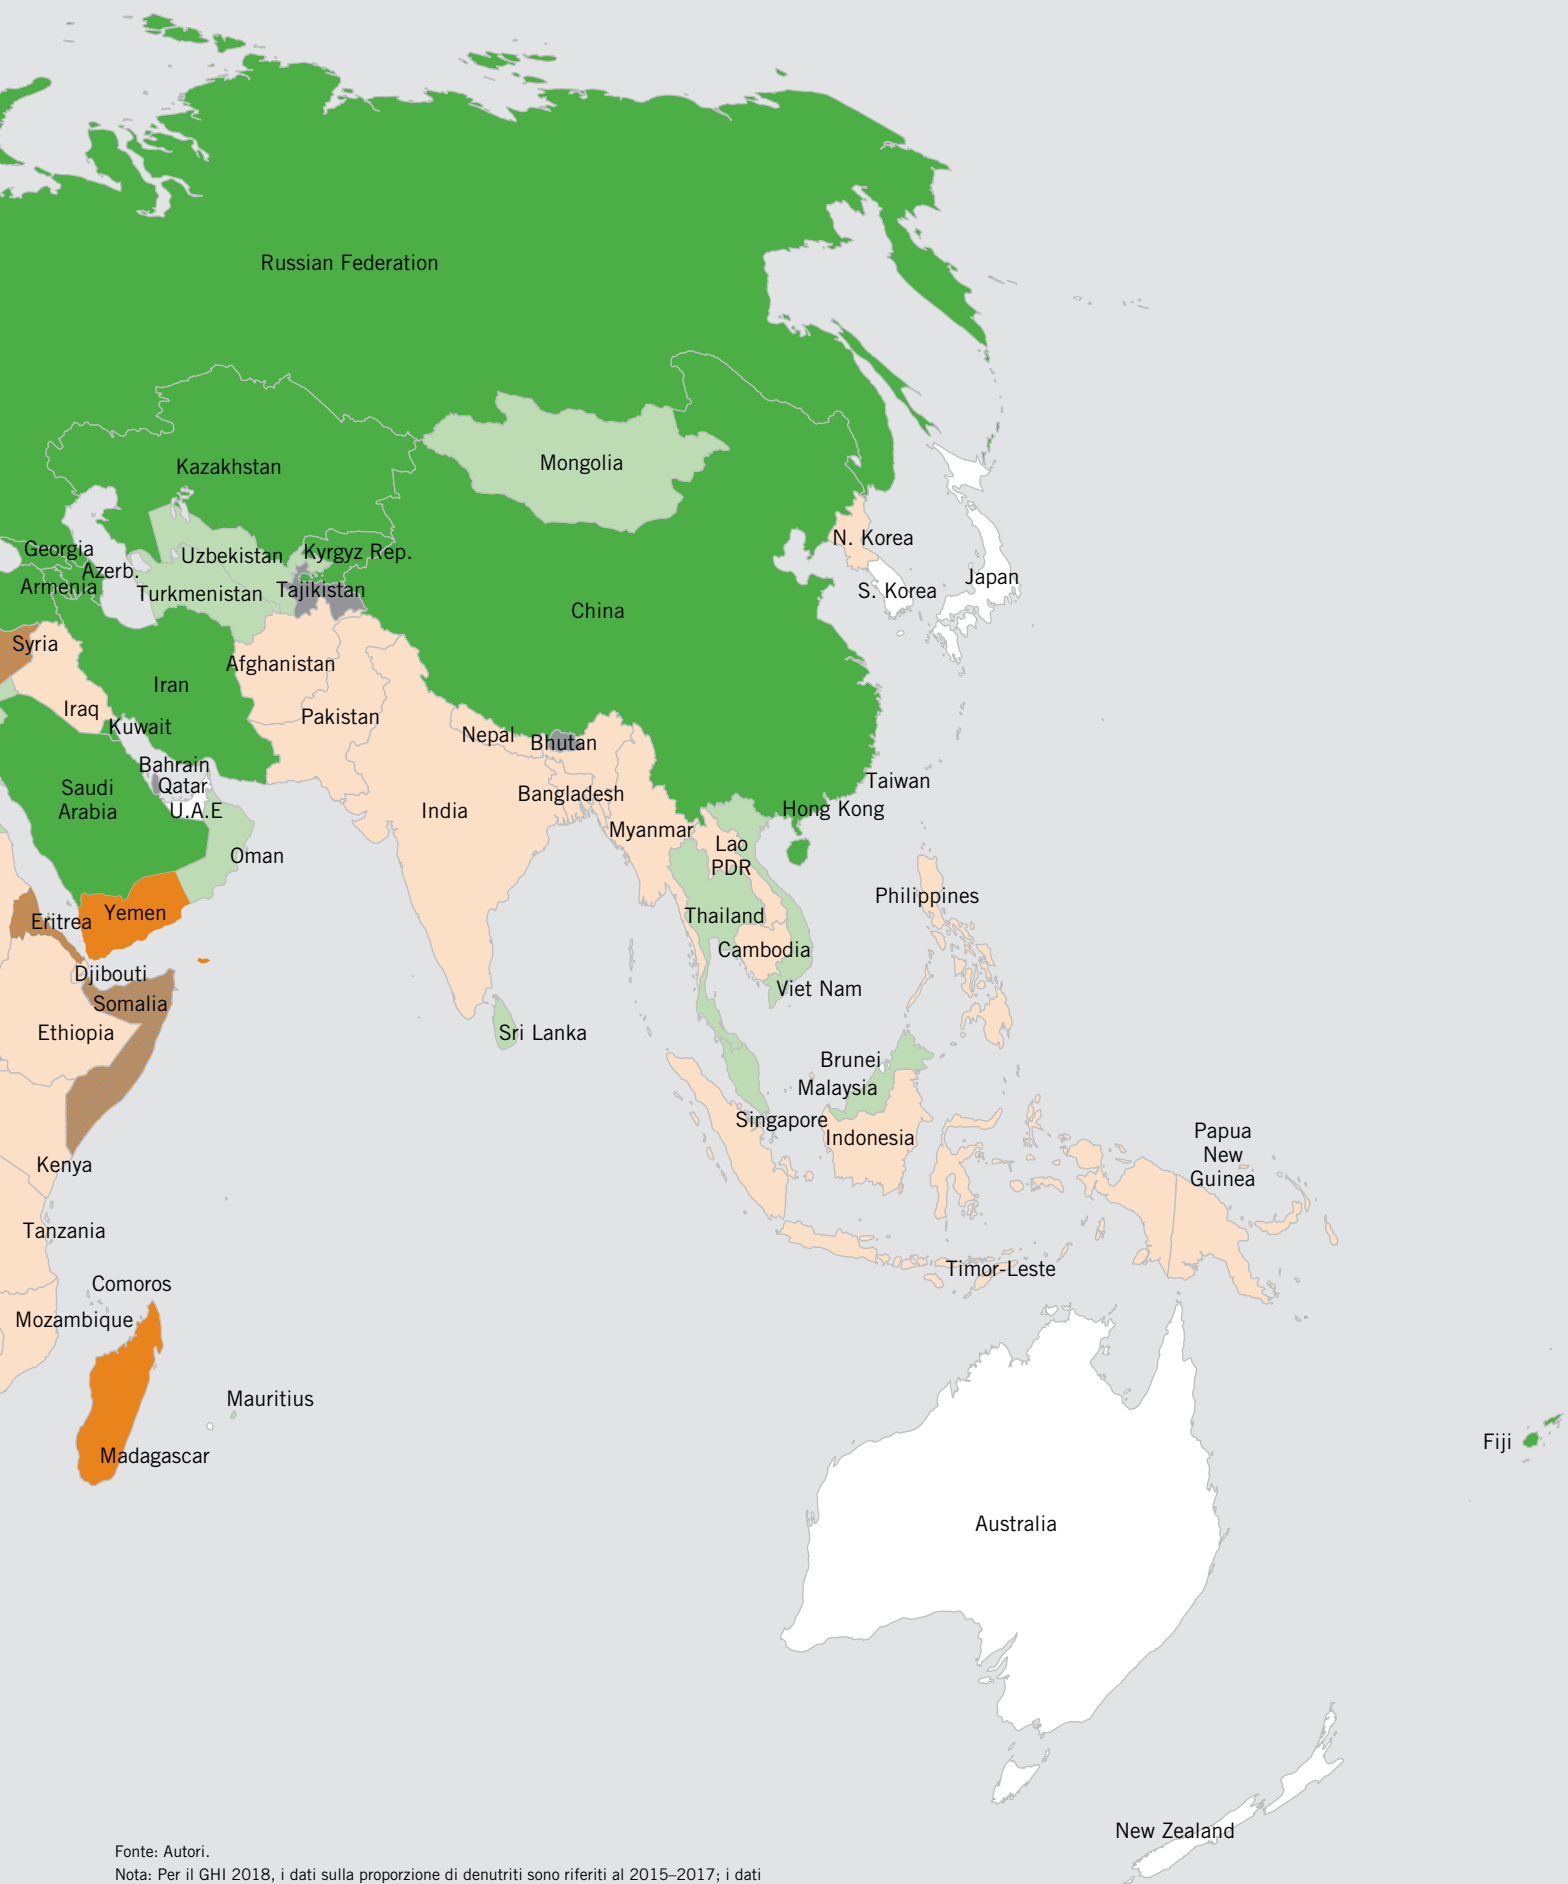 Russian Federation
Kazakhstan
Mongolia
N. Korea
Georgia
Uzbekistan
Kyrgyz Rep.
Azerb.
Armenia
Turkmenistan
Tajikistan
Japan
S. Korea
China
Syria
Afghanistan
Iran
Iraq
Pakistan
Kuwait
Nepal
Bhutan
Bahrain
Qatar
Taiwan
Saudi
Arabia
Bangladesh
U.A.E
India
Hong Kong
Myanmar
Lao
PDR
Oman
Philippines
Yemen
Eritrea
Thailand
Cambodia
Djibouti
Viet Nam
Somalia
Ethiopia
Sri Lanka
Brunei
Malaysia
Singapore
Indonesia
Papua
New
Guinea
Kenya
Tanzania
Timor-Leste
Comoros
Mozambique
Mauritius
Madagascar
Fiji
Australia
New Zealand
Fonte: Autori.
Nota: Per il GHI 2018, i dati sulla proporzione di denutriti sono riferiti al 2015–2017; i dati